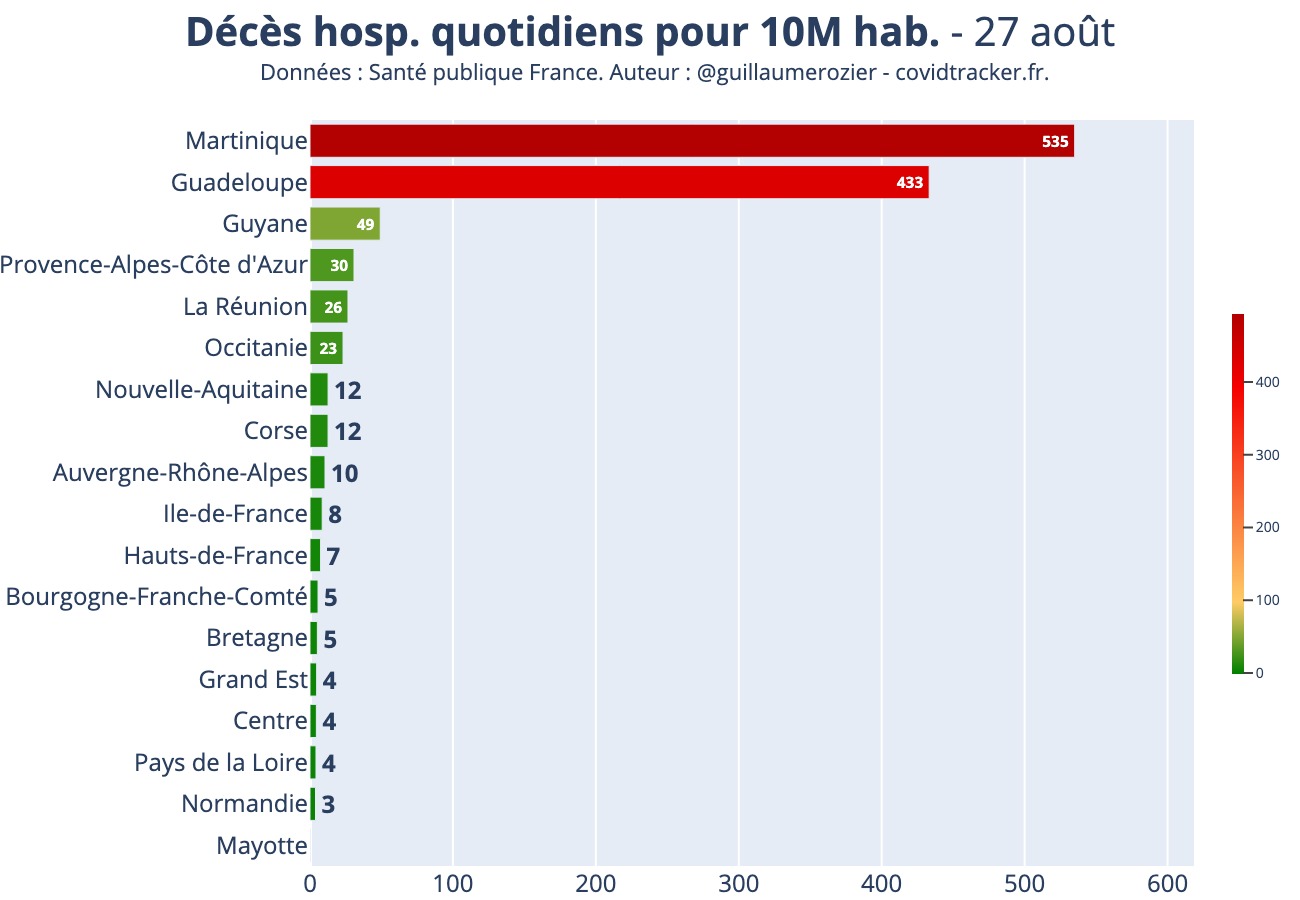 Décès hosp. quotidiens pour 10M hab. - 27 août
Données : Santé publique France. Auteur : @guillaumerozier - covidtracker.fr.
Martinique 535
Guadeloupe 433
Guyane 49
Provence-Alpes-Côte d'Azur 30
La Réunion 26
Occitanie 23
Nouvelle-Aquitaine 12
Corse 12
Auvergne-Rhône-Alpes 10
Ile-de-France 8
Hauts-de-France 7
Bourgogne-Franche-Comté 5
Bretagne 5
Grand Est 4
Centre 4
Pays de la Loire 4
Normandie 3
Mayotte
0 100 200 300 400 500 600
400
300
200
100
0